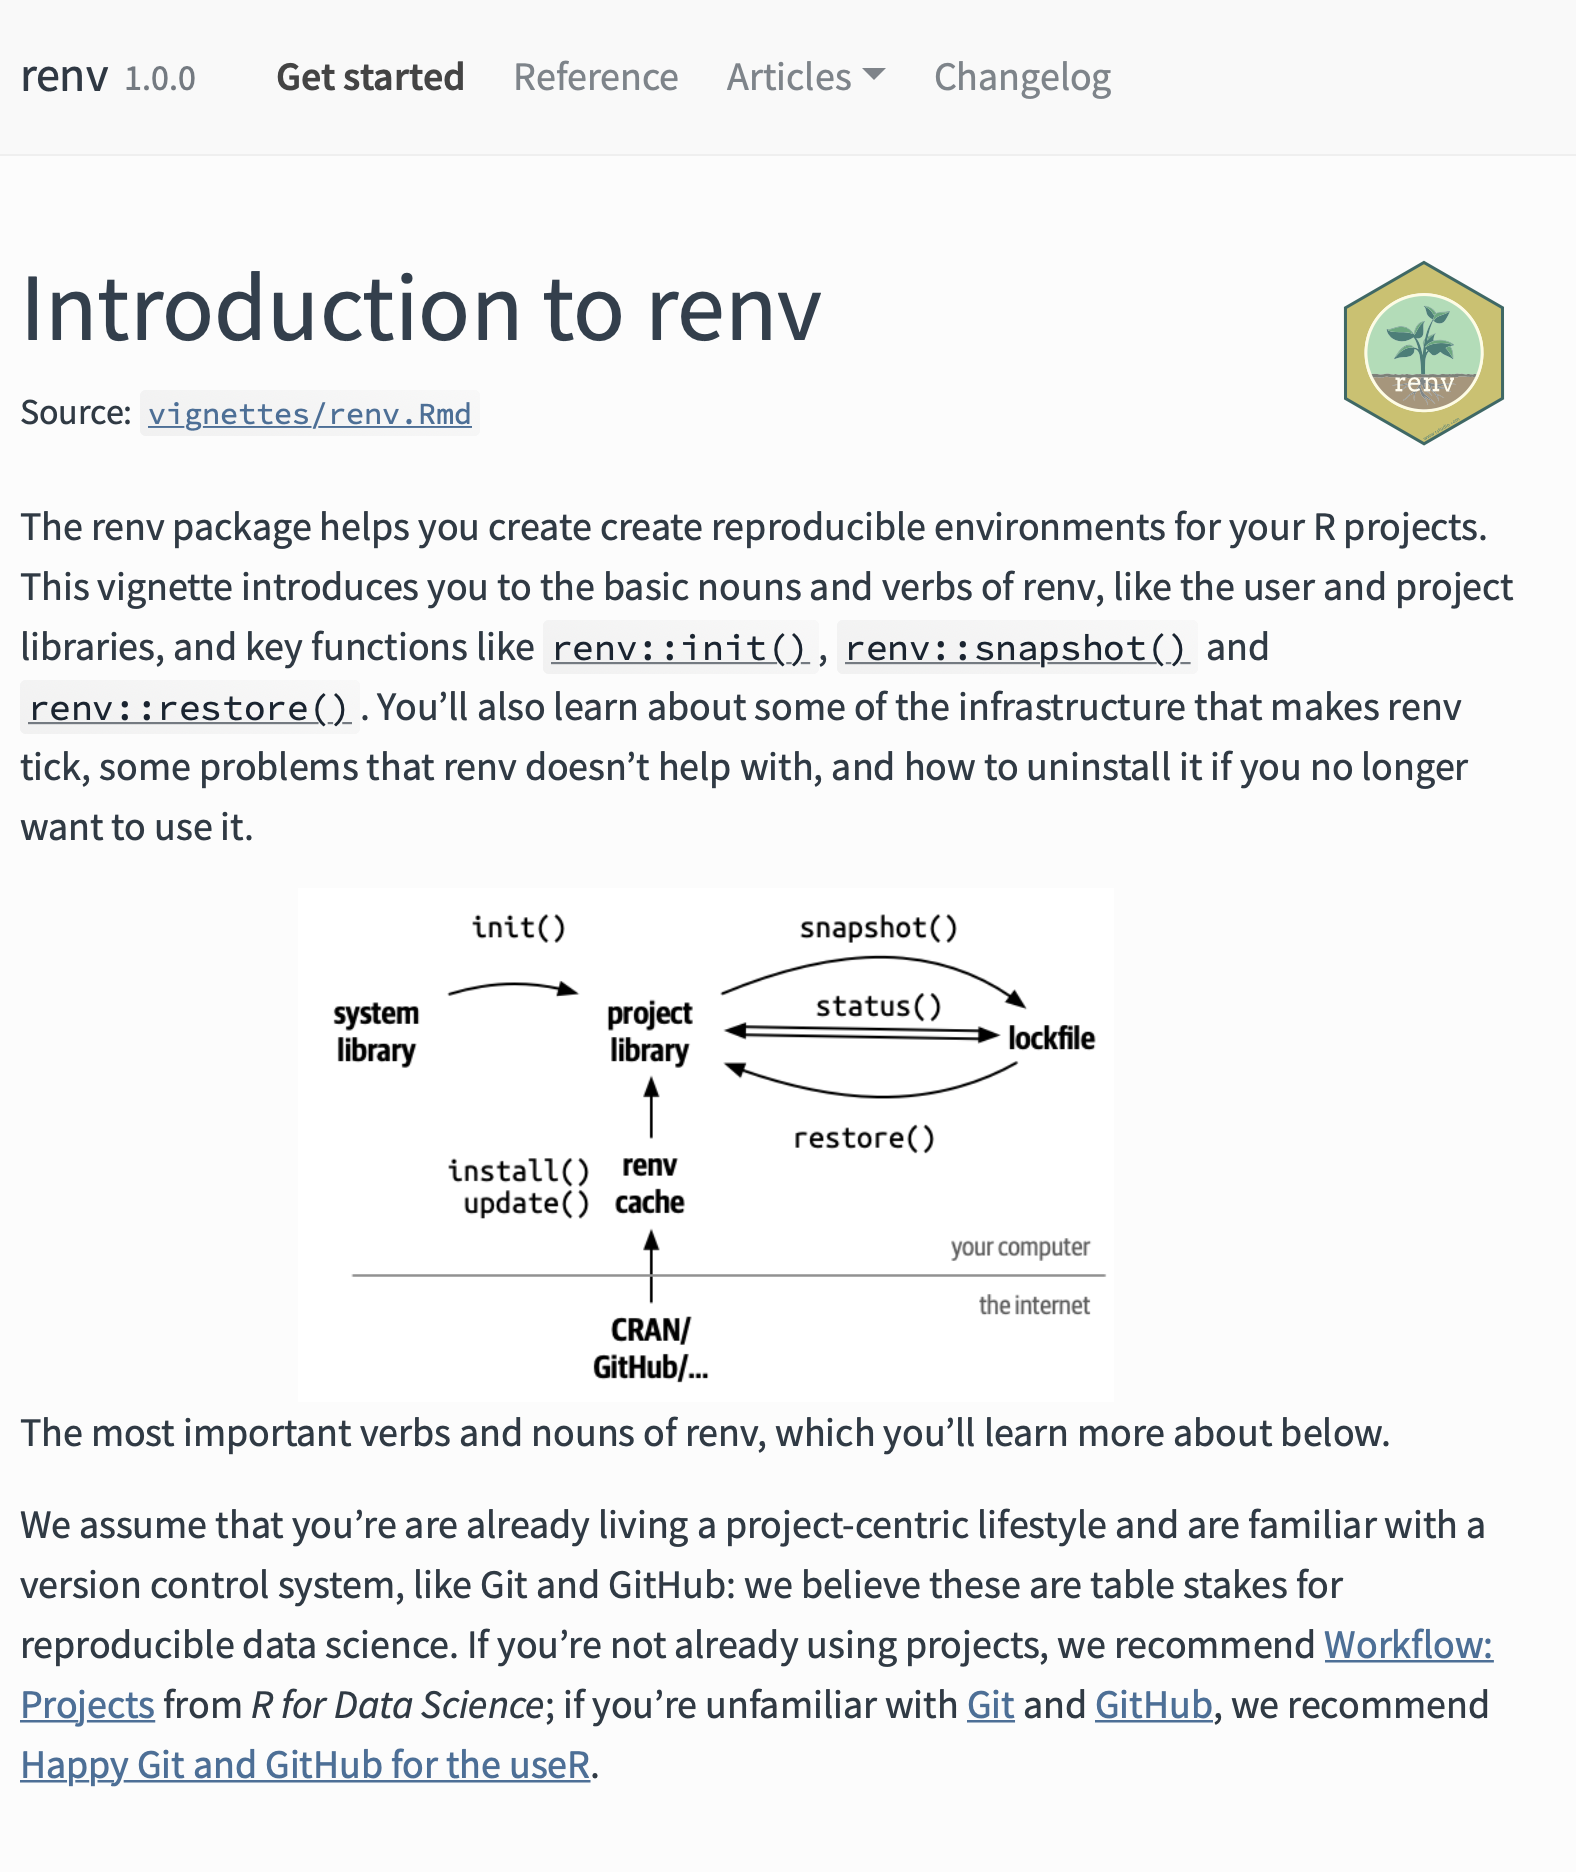 renv 1.0.0 Get started Reference Articles Changelog
Introduction to renv
renv
Source: vignettes/renv.Rmd
The renv package helps you create create reproducible environments for your R projects.
This vignette introduces you to the basic nouns and verbs of renv, like the user and project
libraries, and key functions like renv::init(), renv::snapshot() and
renv::restore(). You’ll also learn about some of the infrastructure that makes renv
tick, some problems that renv doesn’t help with, and how to uninstall it if you no longer
want to use it.
init() snapshot()
status()
system
library
project
library
lockfile
restore()
install()
update()
renv
cache
your computer
the internet
CRAN/
GitHub/...
The most important verbs and nouns of renv, which you’ll learn more about below.
We assume that you’re are already living a project-centric lifestyle and are familiar with a
version control system, like Git and GitHub: we believe these are table stakes for
reproducible data science. If you’re not already using projects, we recommend Workflow:
Projects from R for Data Science; if you’re unfamiliar with Git and GitHub, we recommend
Happy Git and GitHub for the useR.